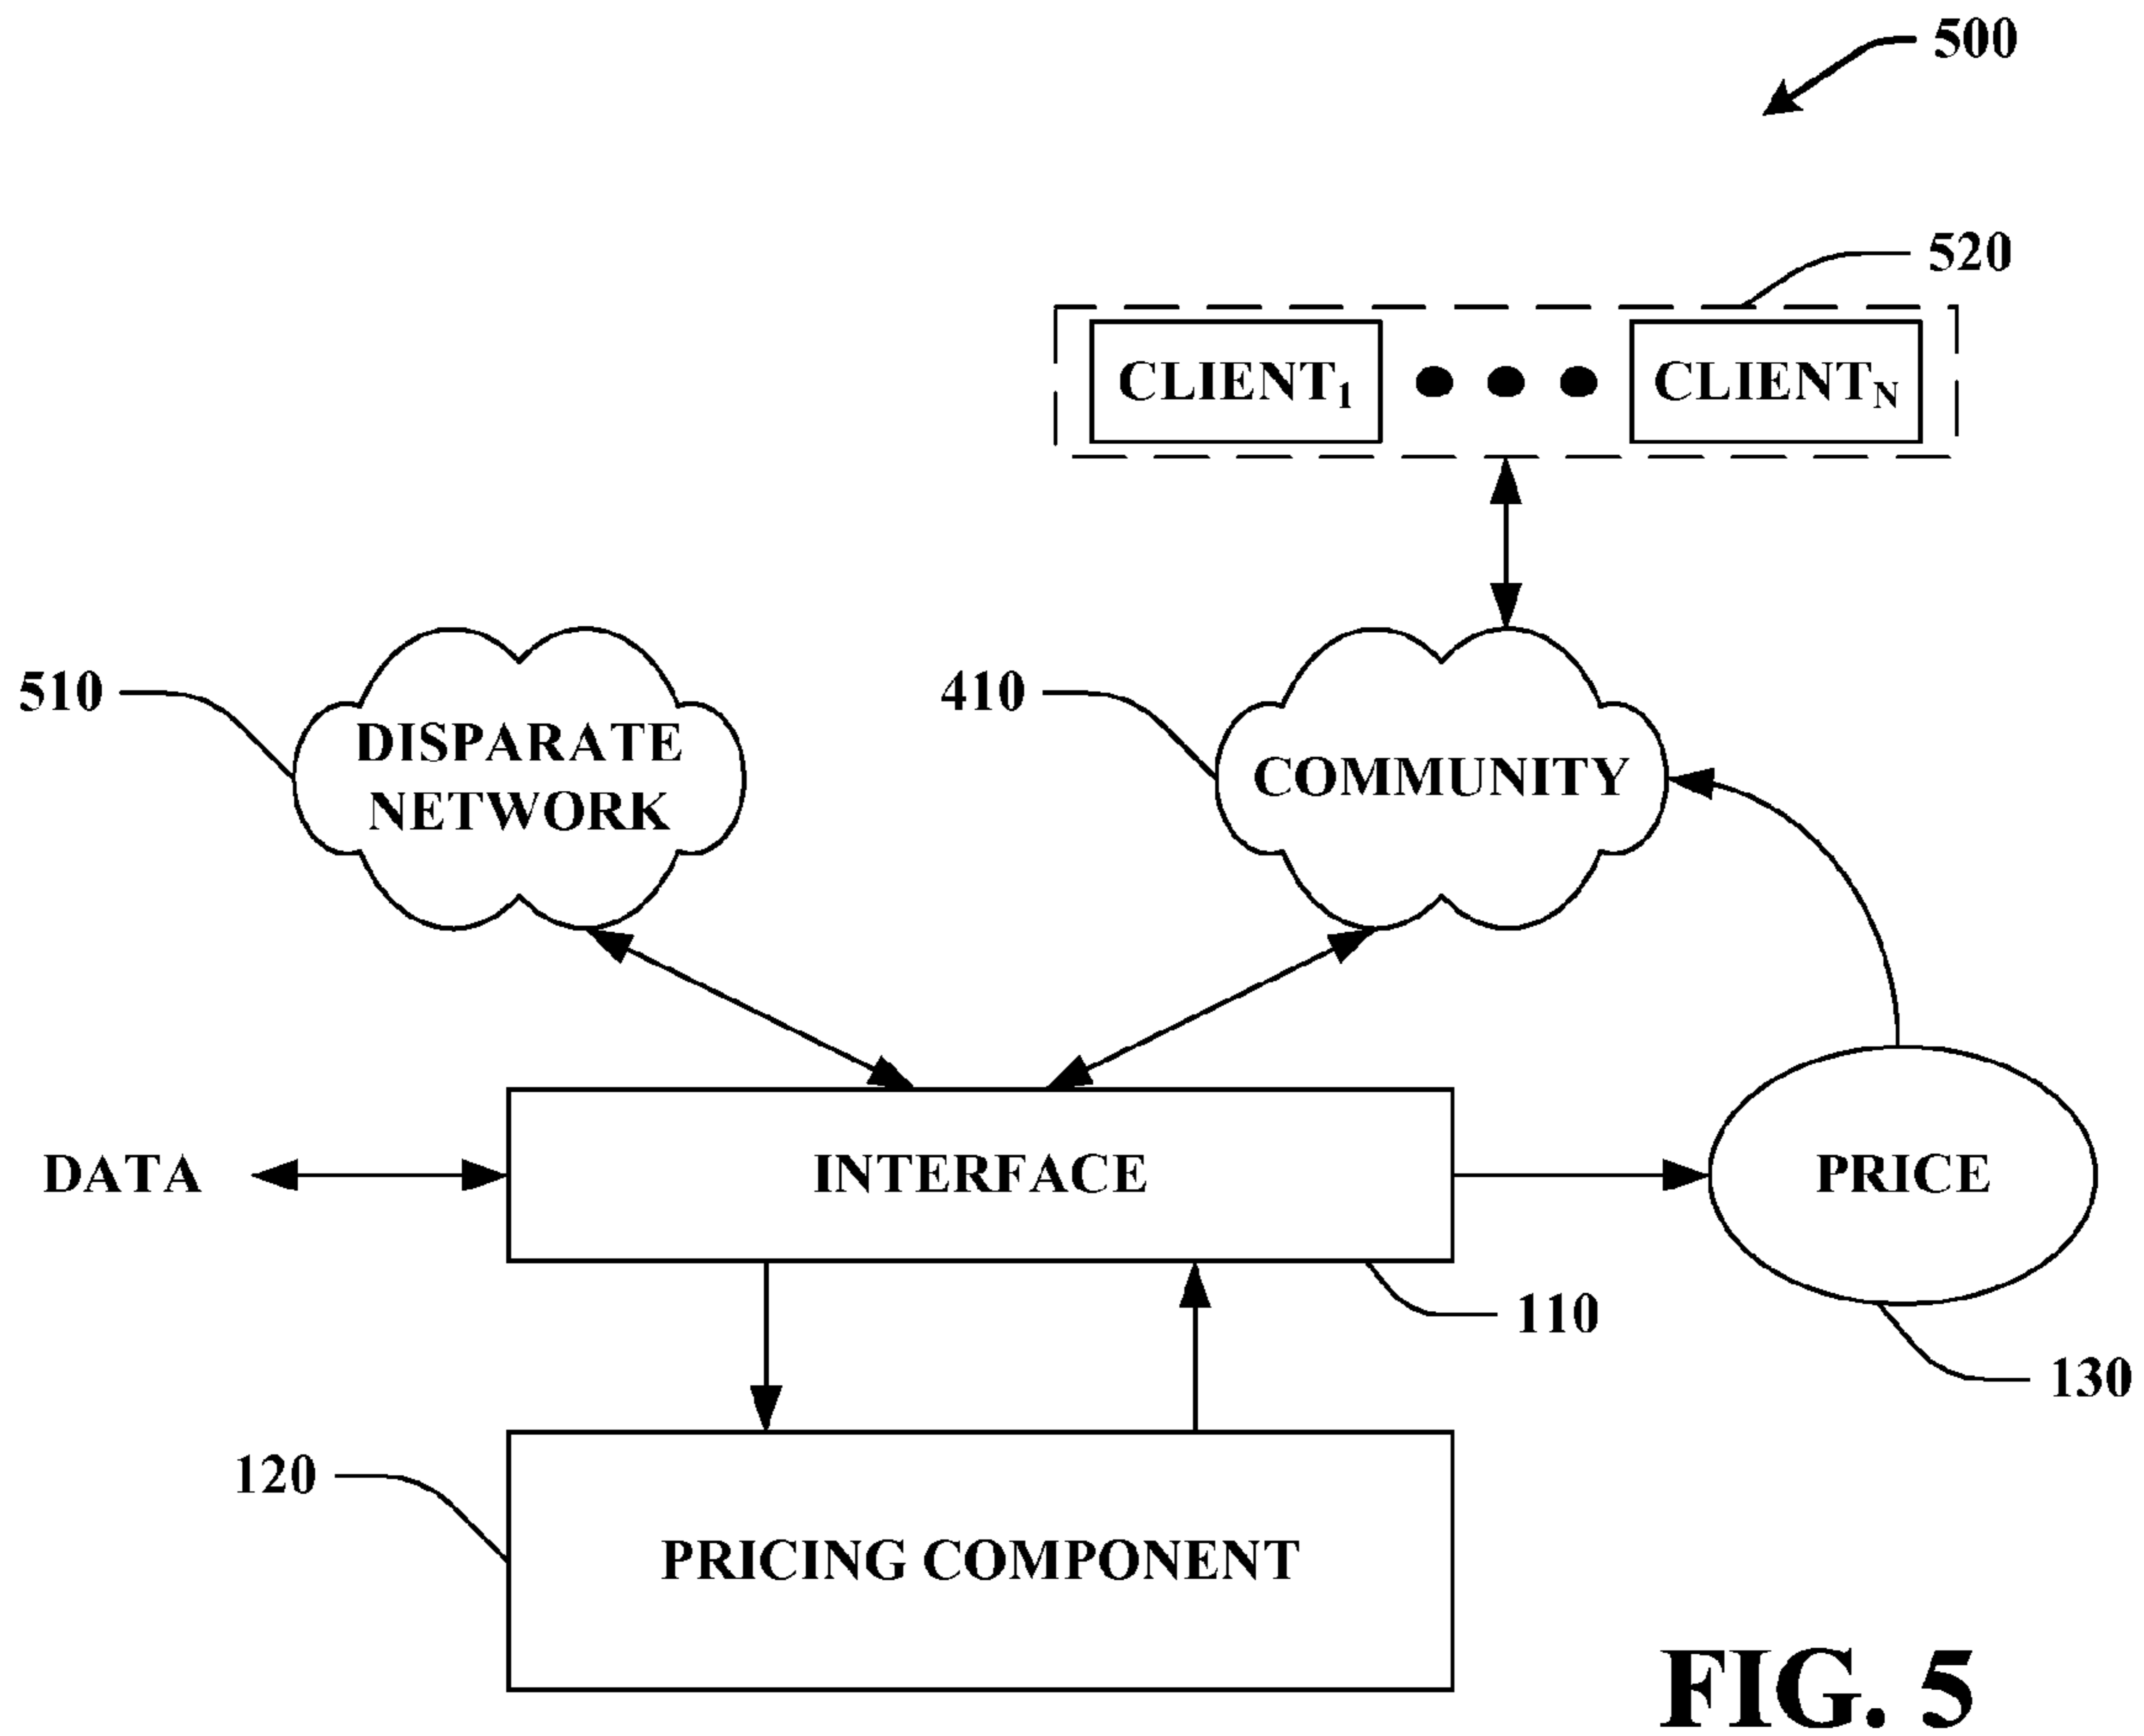 500
520
CLIENT₁ ● ● ● CLIENTN
510
410
DISPARATE
NETWORK
COMMUNITY
DATA
INTERFACE
PRICE
110
130
120
PRICING COMPONENT
FIG. 5